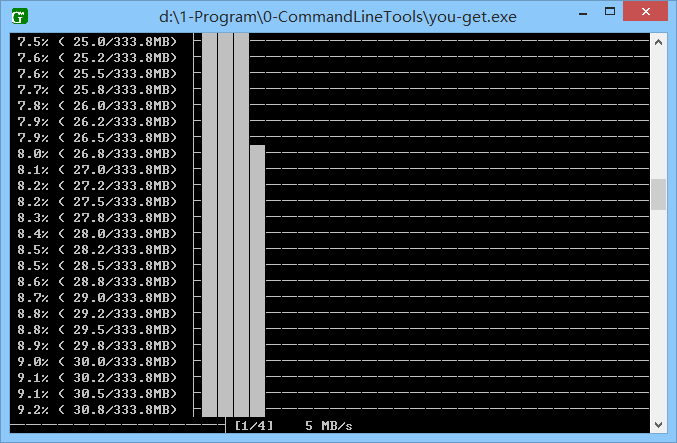 d:\1-Program\0-CommandLineTools\you-get.exe
7.5% ( 25.0/333.8MB)
7.6% ( 25.2/333.8MB)
7.6% ( 25.5/333.8MB)
7.7% ( 25.8/333.8MB)
7.8% ( 26.0/333.8MB)
7.9% ( 26.2/333.8MB)
7.9% ( 26.5/333.8MB)
8.0% ( 26.8/333.8MB)
8.1% ( 27.0/333.8MB)
8.2% ( 27.2/333.8MB)
8.2% ( 27.5/333.8MB)
8.3% ( 27.8/333.8MB)
8.4% ( 28.0/333.8MB)
8.5% ( 28.2/333.8MB)
8.5% ( 28.5/333.8MB)
8.6% ( 28.8/333.8MB)
8.7% ( 29.0/333.8MB)
8.8% ( 29.2/333.8MB)
8.8% ( 29.5/333.8MB)
8.9% ( 29.8/333.8MB)
9.0% ( 30.0/333.8MB)
9.1% ( 30.2/333.8MB)
9.1% ( 30.5/333.8MB)
9.2% ( 30.8/333.8MB)
[1/4] 5 MB/s